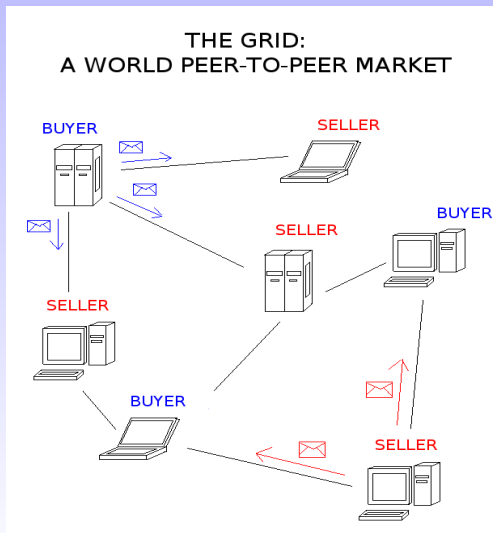 THE GRID:
A WORLD PEER-TO-PEER MARKET
BUYER
SELLER
BUYER
SELLER
SELLER
BUYER
SELLER